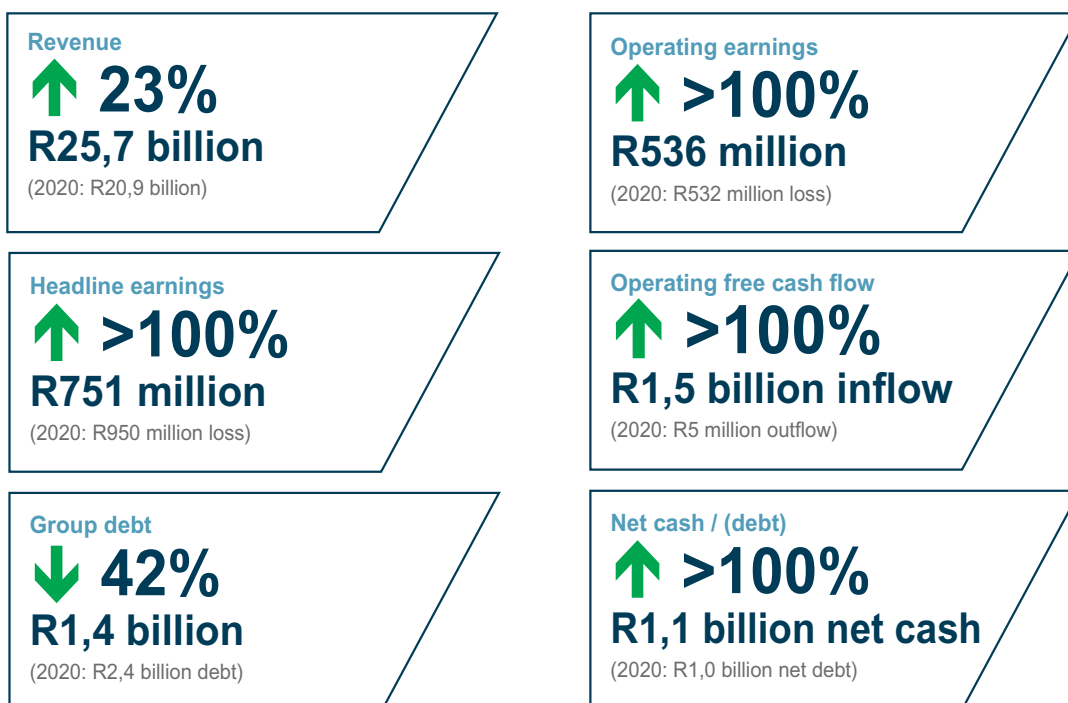 Revenue
23%
R25,7 billion
(2020: R20,9 billion)
Operating earnings
>100%
R536 million
(2020: R532 million loss)
Headline earnings
>100%
R751 million
(2020: R950 million loss)
Operating free cash flow
>100%
R1,5 billion inflow
(2020: R5 million outflow)
Group debt
42%
R1,4 billion
(2020: R2,4 billion debt)
Net cash / (debt)
>100%
R1,1 billion net cash
(2020: R1,0 billion net debt)